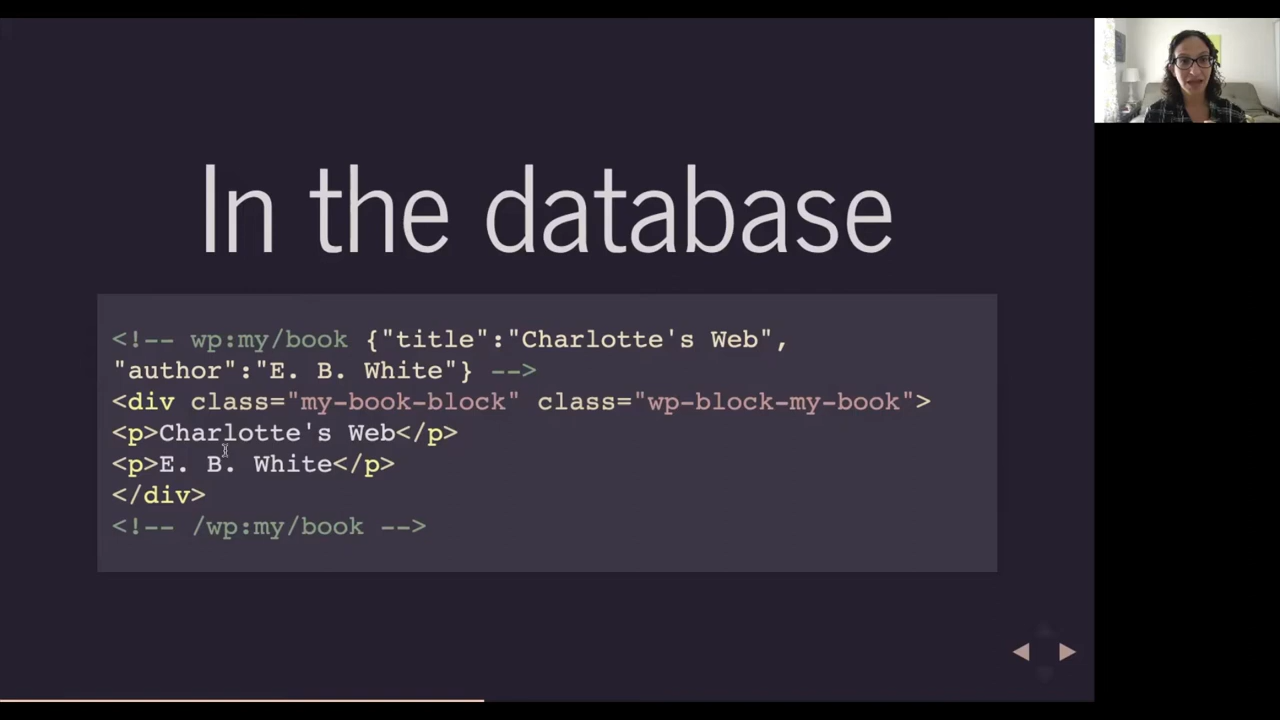 In the database
<!-- wp:my/book {"title":"Charlotte's Web",
"author":"E. B. White"} -->
<div class="my-book-block" class="wp-block-my-book">
<p>Charlotte's Web</p>
<p>E. B. White</p>
</div>
<!-- /wp:my/book -->